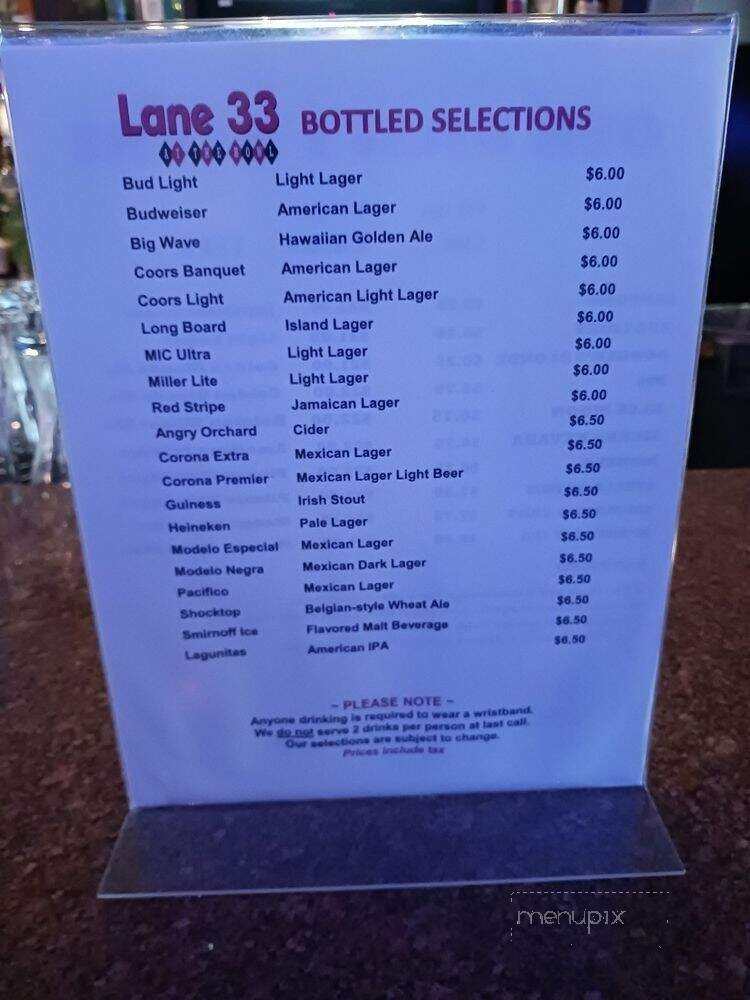 Lane 33 BOTTLED SELECTIONS
AT THE BOWL
Bud Light Light Lager $6.00
Budweiser American Lager $6.00
Big Wave Hawaiian Golden Ale $6.00
Coors Banquet American Lager $6.00
Coors Light American Light Lager $6.00
Long Board Island Lager $6.00
MIC Ultra Light Lager $6.00
Miller Lite Light Lager $6.00
Red Stripe Jamaican Lager $6.00
Angry Orchard Cider $6.50
Corona Extra Mexican Lager $6.50
Corona Premier Mexican Lager Light Beer $6.50
Guiness Irish Stout $6.50
Heineken Pale Lager $6.50
Modelo Especial Mexican Lager $6.50
Modelo Negra Mexican Dark Lager $6.50
Pacifico Mexican Lager $6.50
Shocktop Belgian-style Wheat Ale $6.50
Smirnoff Ice Flavored Malt Beverage $6.50
Lagunitas American IPA $6.50
~ PLEASE NOTE ~
Anyone drinking is required to wear a wristband.
We do not serve 2 drinks per person at last call.
Our selections are subject to change.
Prices include tax
menupix